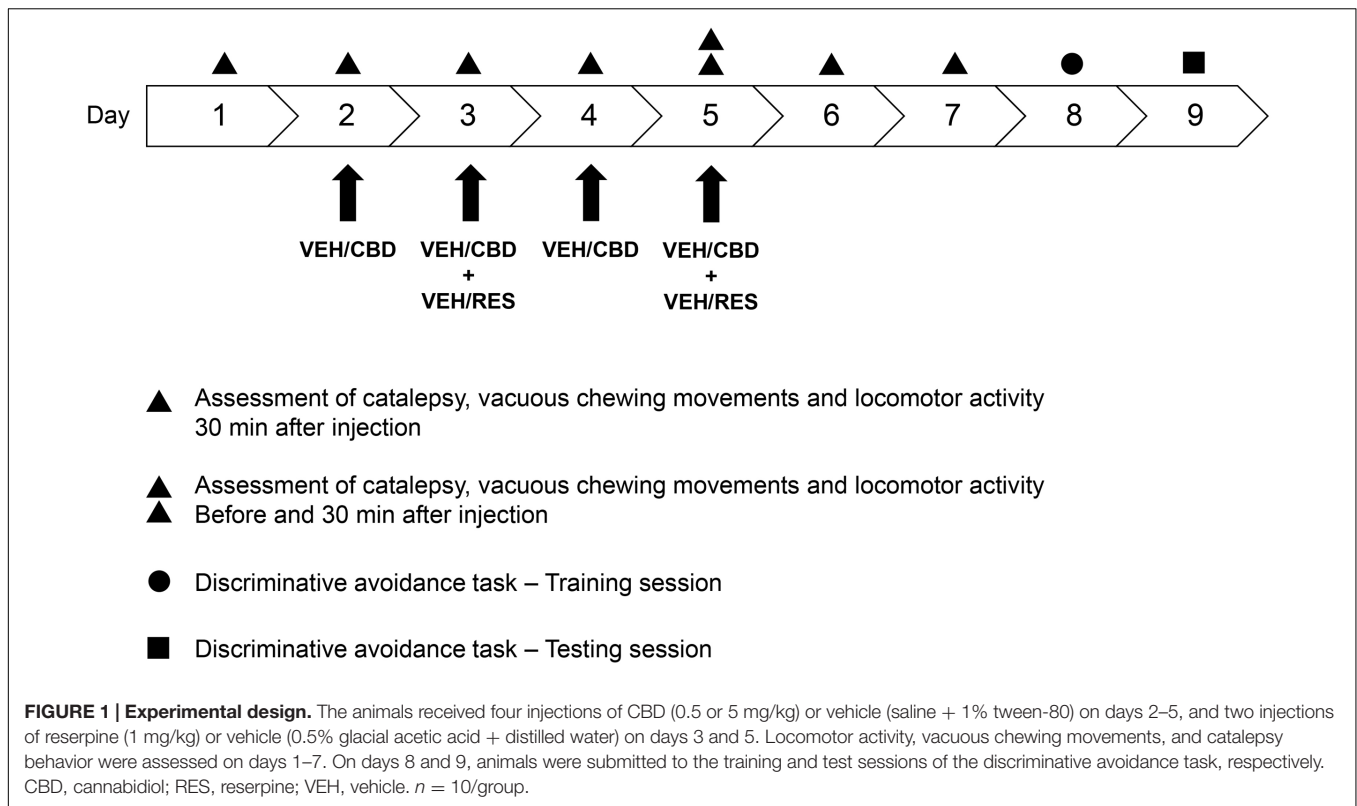 Day 1 2 3 4 5 6 7 8 9
VEH/CBD VEH/CBD VEH/CBD VEH/CBD
+ +
VEH/RES VEH/RES
Assessment of catalepsy, vacuous chewing movements and locomotor activity
30 min after injection
Assessment of catalepsy, vacuous chewing movements and locomotor activity
Before and 30 min after injection
Discriminative avoidance task – Training session
Discriminative avoidance task – Testing session
FIGURE 1 | Experimental design. The animals received four injections of CBD (0.5 or 5 mg/kg) or vehicle (saline + 1% tween-80) on days 2–5, and two injections
of reserpine (1 mg/kg) or vehicle (0.5% glacial acetic acid + distilled water) on days 3 and 5. Locomotor activity, vacuous chewing movements, and catalepsy
behavior were assessed on days 1–7. On days 8 and 9, animals were submitted to the training and test sessions of the discriminative avoidance task, respectively.
CBD, cannabidiol; RES, reserpine; VEH, vehicle. n = 10/group.